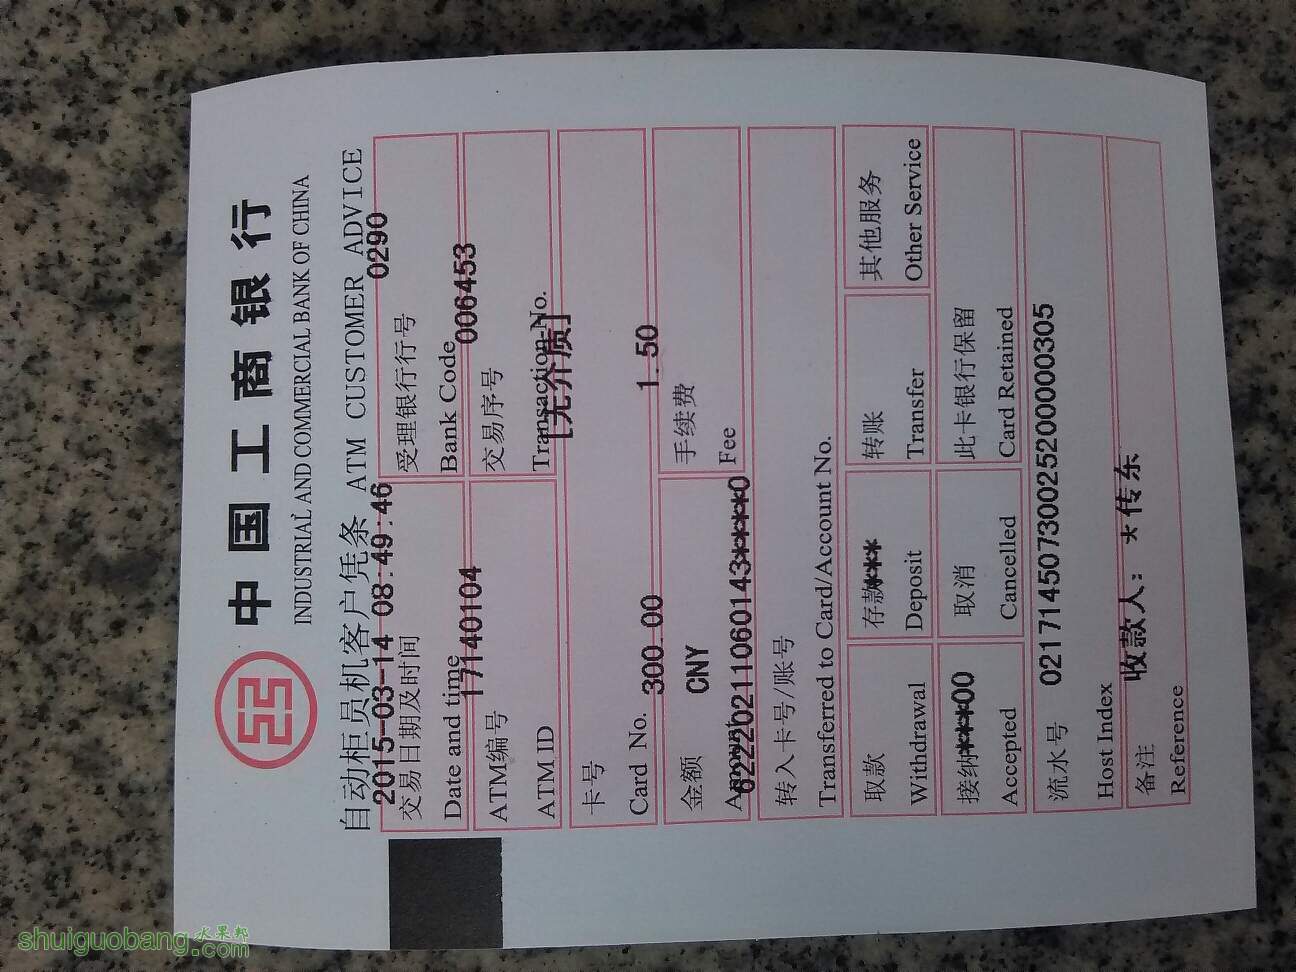 中国工商银行
INDUSTRIAL AND COMMERCIAL BANK OF CHINA
自动柜员机客户凭条 ATM CUSTOMER ADVICE
2015-03-14 08:49:46 0290
交易日期及时间 受理银行行号
Date and time Bank Code
17140104 006453
ATM编号 交易序号
ATM ID Transaction No.
[无介质]
卡号
Card No.
300.00 1.50
金额 CNY 手续费
Amount Fee
62220211060143*****0
转入卡号/账号
Transferred to Card/Account No.
取款 存款 转账 其他服务
****
Withdrawal Deposit Transfer Other Service
接纳 取消 此卡银行保留
****00
Accepted Cancelled Card Retained
流水号 021714507300252000000305
Host Index
收款人: *传东
备注
Reference
shuiguobang.com
水果邦